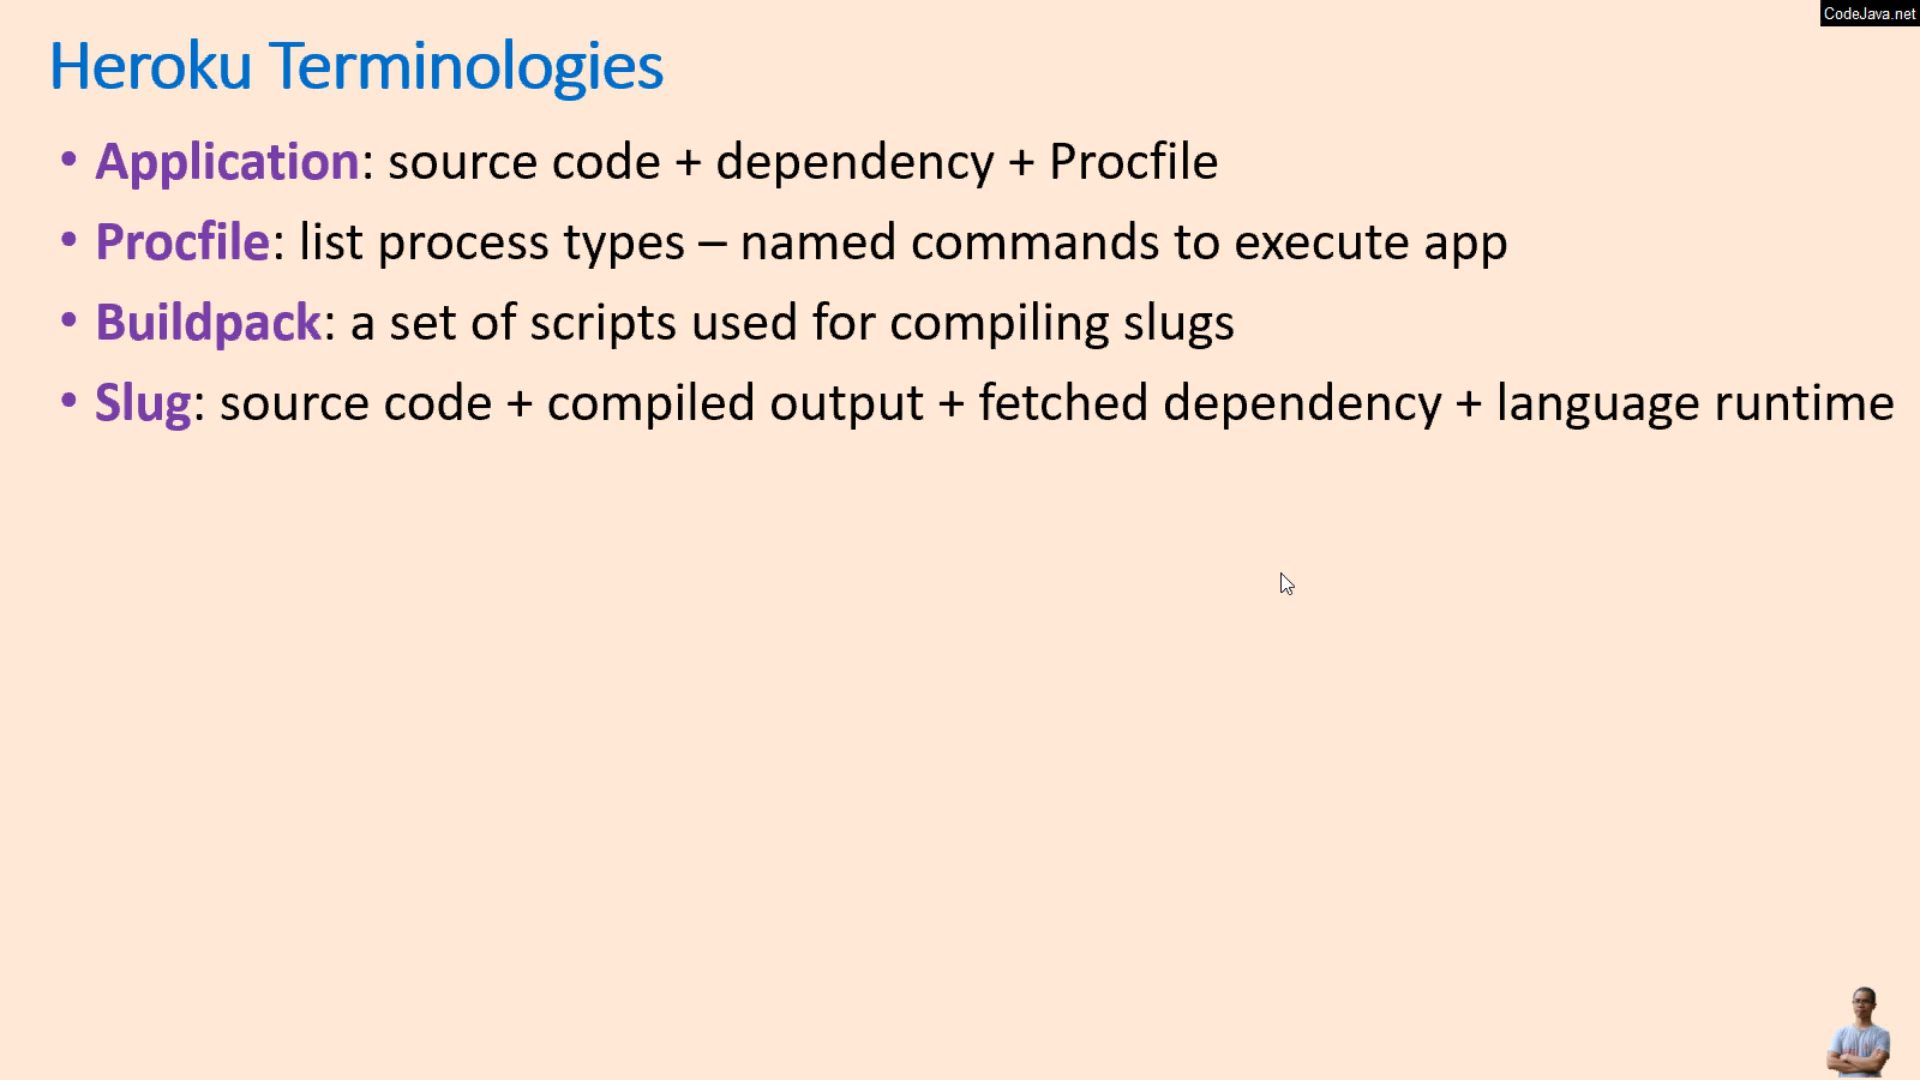 CodeJava.net
Heroku Terminologies
• Application: source code + dependency + Procfile
• Procfile: list process types – named commands to execute app
• Buildpack: a set of scripts used for compiling slugs
• Slug: source code + compiled output + fetched dependency + language runtime